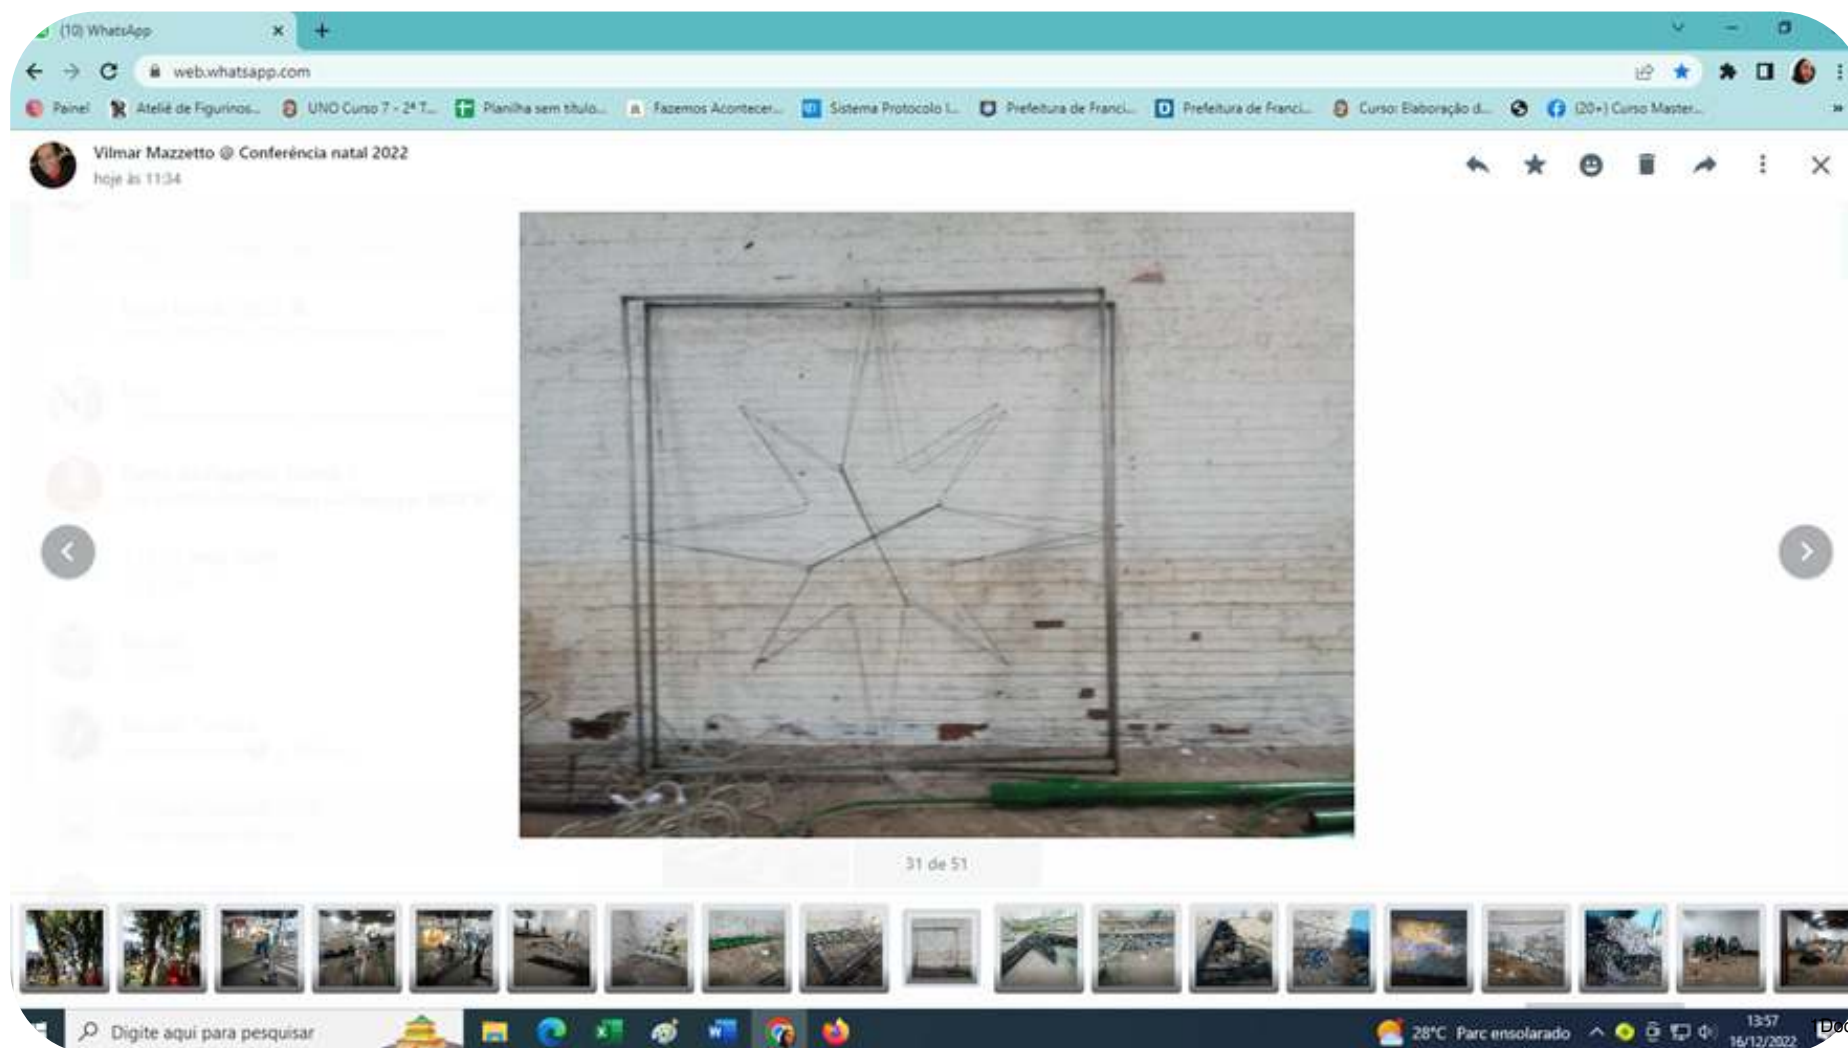 (10) WhatsApp
web.whatsapp.com
Painel Ateliê de Figurinos... UNO Curso 7 - 2ª T... Planilha sem título... Fazemos Acontecer... Sistema Protocolo I... Prefeitura de Franci... Prefeitura de Franci... Curso: Elaboração d... (20+) Curso Master...
Vilmar Mazzetto @ Conferência natal 2022
hoje às 11:34
31 de 51
Digite aqui para pesquisar
28°C Parc ensolarado
13:57
16/12/2022